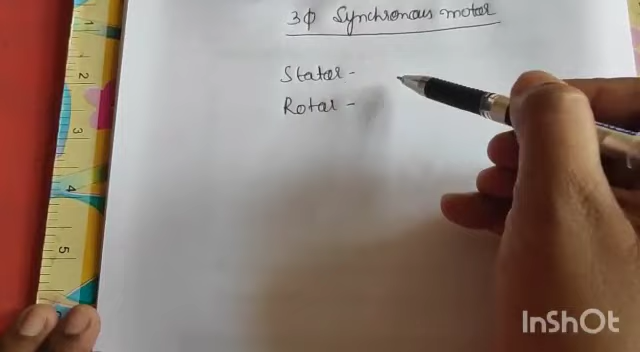 3Φ Synchronous motor
Stator -
Rotor -
2
3
4
5
InShOt